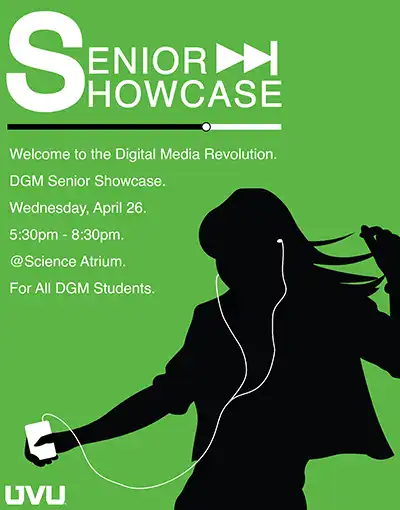 SENIOR
SHOWCASE
Welcome to the Digital Media Revolution.
DGM Senior Showcase.
Wednesday, April 26.
5:30pm - 8:30pm.
@Science Atrium.
For All DGM Students.
UVU